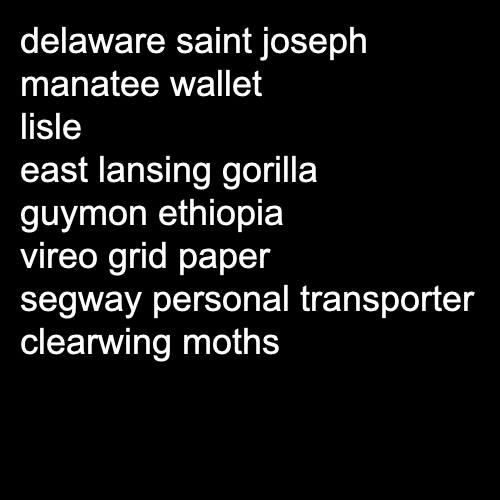 delaware saint joseph
manatee wallet
lisle
east lansing gorilla
guymon ethiopia
vireo grid paper
segway personal transporter
clearwing moths